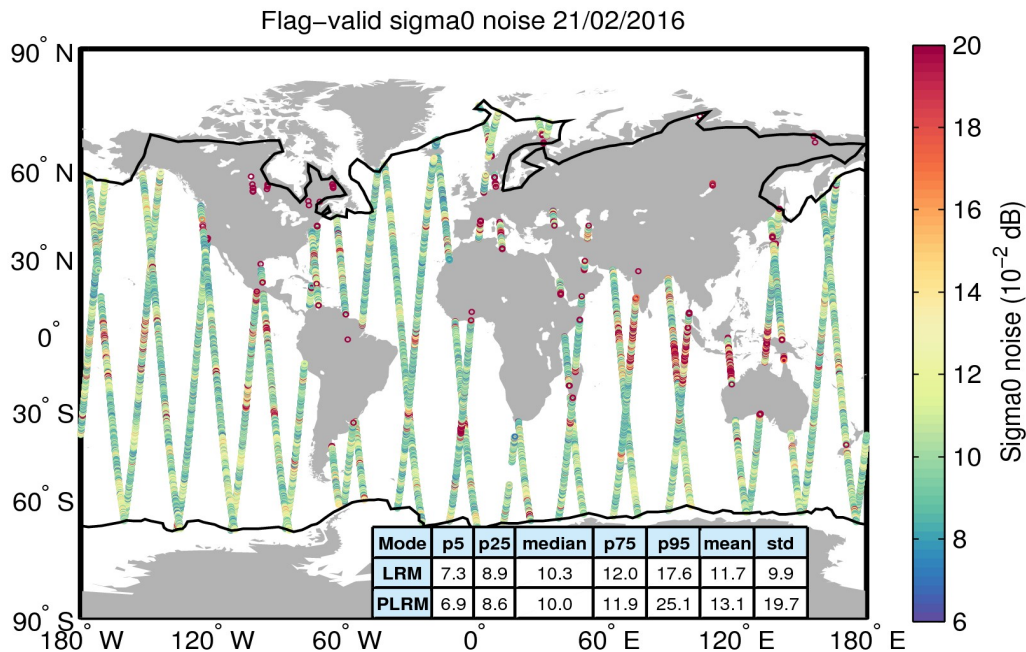 Flag−valid sigma0 noise 21/02/2016
90° N
60° N
30° N
0°
30° S
60° S
90° S
180° W
120° W
60° W
0°
60° E
120° E
180° E
Mode p5 p25 median p75 p95 mean std
LRM 7.3 8.9 10.3 12.0 17.6 11.7 9.9
PLRM 6.9 8.6 10.0 11.9 25.1 13.1 19.7
20
18
16
14
12
10
8
6
Sigma0 noise (10⁻² dB)